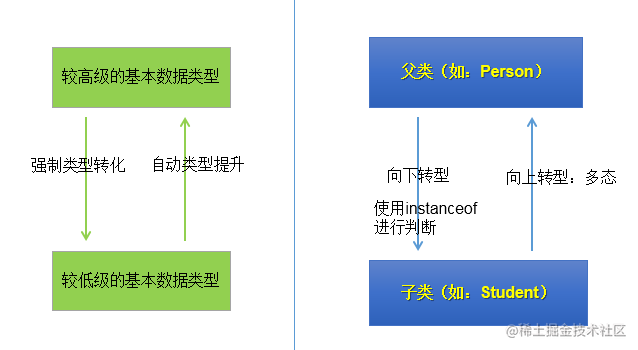 较高级的基本数据类型
强制类型转化
自动类型提升
较低级的基本数据类型
父类（如：Person）
向下转型
使用instanceof
进行判断
向上转型：多态
子类（如：Student）
@稀土掘金技术社区